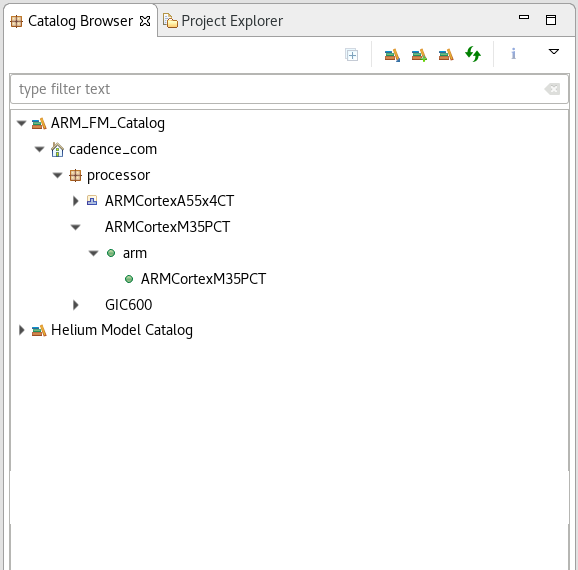 Catalog Browser Project Explorer
type filter text
ARM_FM_Catalog
cadence_com
processor
ARMCortexA55x4CT
ARMCortexM35PCT
arm
ARMCortexM35PCT
GIC600
Helium Model Catalog